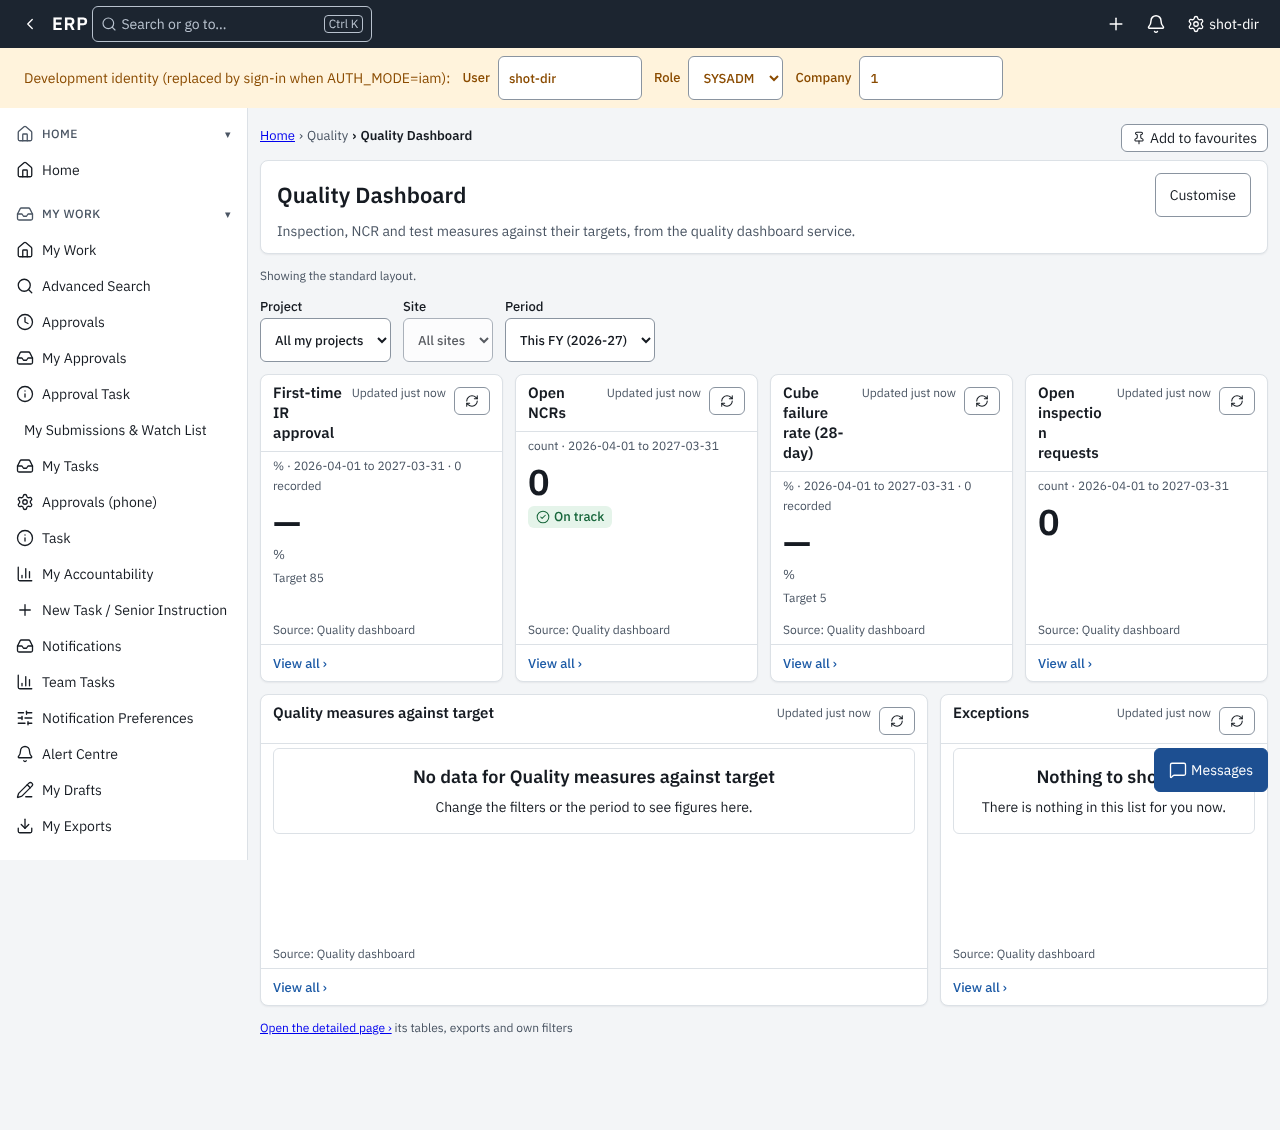 ERP
Search or go to...
Ctrl K
shot-dir
Development identity (replaced by sign-in when AUTH_MODE=iam):
User
shot-dir
Role
SYSADM
Company
1
HOME
Home
MY WORK
My Work
Advanced Search
Approvals
My Approvals
Approval Task
My Submissions & Watch List
My Tasks
Approvals (phone)
Task
My Accountability
New Task / Senior Instruction
Notifications
Team Tasks
Notification Preferences
Alert Centre
My Drafts
My Exports
Home › Quality › Quality Dashboard
Add to favourites
Quality Dashboard
Customise
Inspection, NCR and test measures against their targets, from the quality dashboard service.
Showing the standard layout.
Project
All my projects
Site
All sites
Period
This FY (2026-27)
First-time
IR
approval
Updated just now
% · 2026-04-01 to 2027-03-31 · 0
recorded
—
%
Target 85
Source: Quality dashboard
View all ›
Open
NCRs
Updated just now
count · 2026-04-01 to 2027-03-31
0
On track
Source: Quality dashboard
View all ›
Cube
failure
rate (28-
day)
Updated just now
% · 2026-04-01 to 2027-03-31 · 0
recorded
—
%
Target 5
Source: Quality dashboard
View all ›
Open
inspectio
n
requests
Updated just now
count · 2026-04-01 to 2027-03-31
0
Source: Quality dashboard
View all ›
Quality measures against target
Updated just now
No data for Quality measures against target
Change the filters or the period to see figures here.
Source: Quality dashboard
View all ›
Exceptions
Updated just now
Nothing to sho
Messages
There is nothing in this list for you now.
Source: Quality dashboard
View all ›
Open the detailed page › its tables, exports and own filters